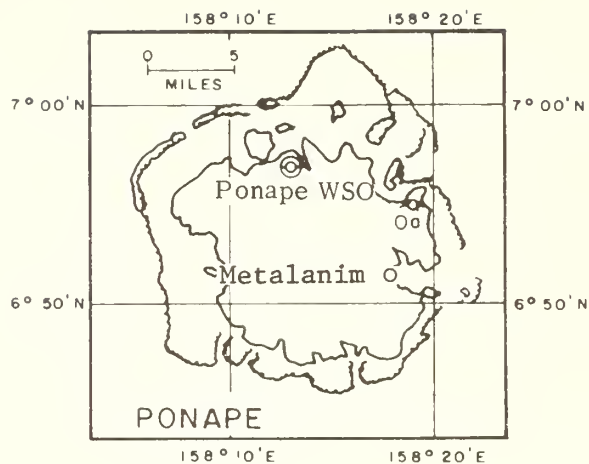 158° 10'E 158° 20'E
0 5
MILES
7° 00'N 7° 00'N
Ponape WSO
Oa
Metalanim
6° 50'N 6° 50'N
PONAPE
158° 10'E 158° 20'E